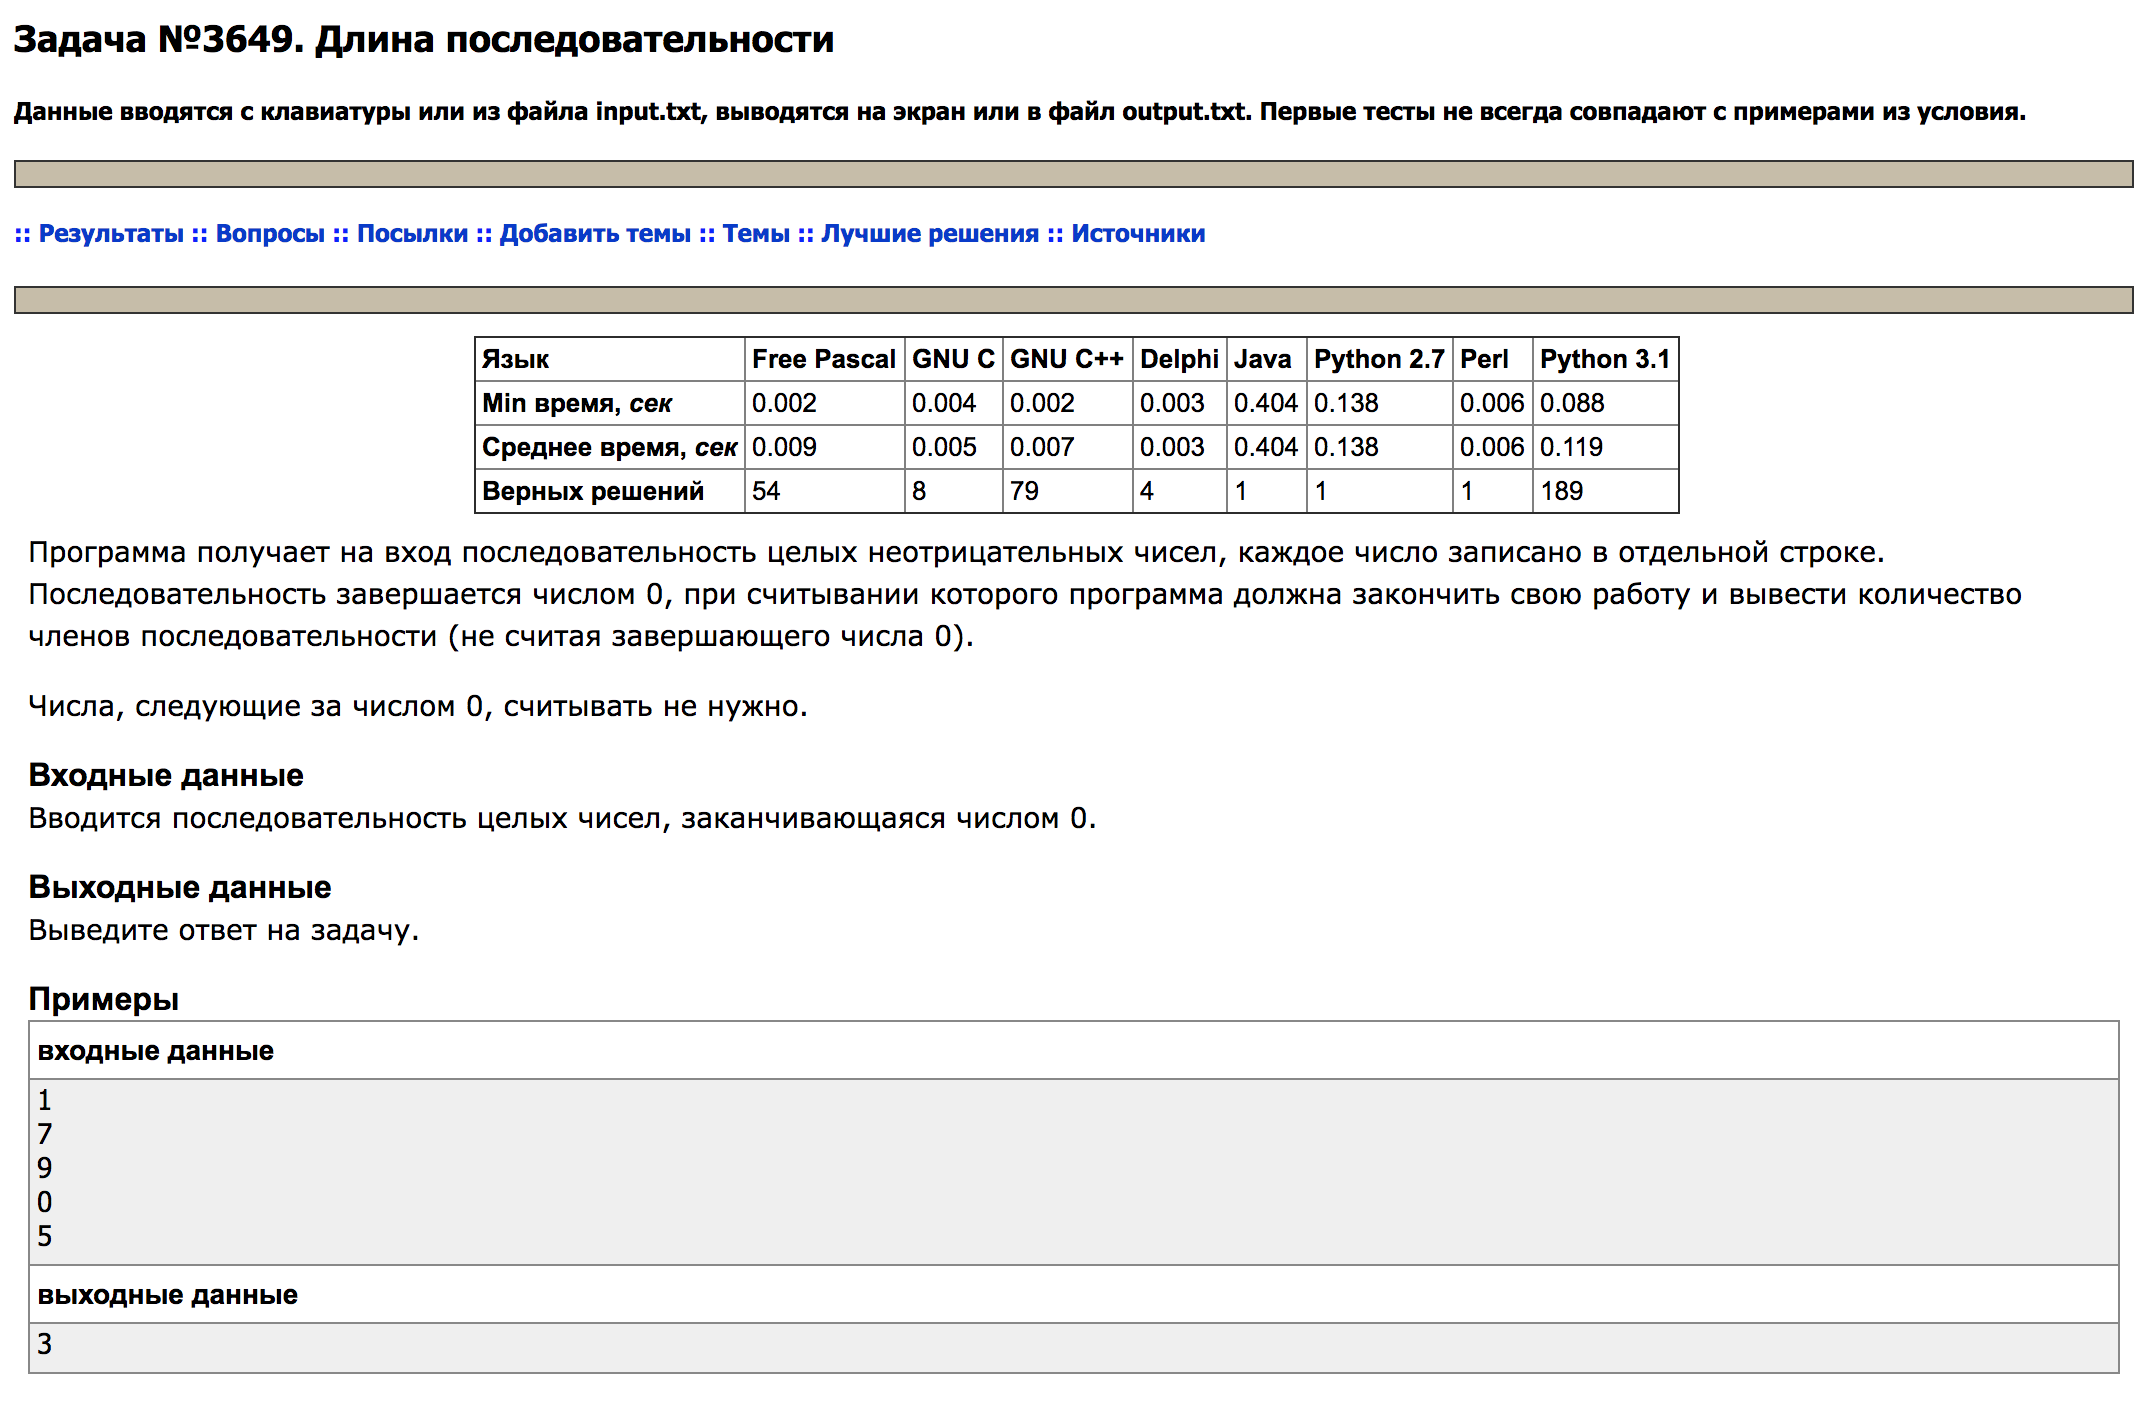 Задача №3649. Длина последовательности
Данные вводятся с клавиатуры или из файла input.txt, выводятся на экран или в файл output.txt. Первые тесты не всегда совпадают с примерами из условия.
:: Результаты :: Вопросы :: Посылки :: Добавить темы :: Темы :: Лучшие решения :: Источники
Язык Free Pascal GNU C GNU C++ Delphi Java Python 2.7 Perl Python 3.1
Min время, сек 0.002 0.004 0.002 0.003 0.404 0.138 0.006 0.088
Среднее время, сек 0.009 0.005 0.007 0.003 0.404 0.138 0.006 0.119
Верных решений 54 8 79 4 1 1 1 189
Программа получает на вход последовательность целых неотрицательных чисел, каждое число записано в отдельной строке.
Последовательность завершается числом 0, при считывании которого программа должна закончить свою работу и вывести количество
членов последовательности (не считая завершающего числа 0).
Числа, следующие за числом 0, считывать не нужно.
Входные данные
Вводится последовательность целых чисел, заканчивающаяся числом 0.
Выходные данные
Выведите ответ на задачу.
Примеры
входные данные
1
7
9
0
5
выходные данные
3